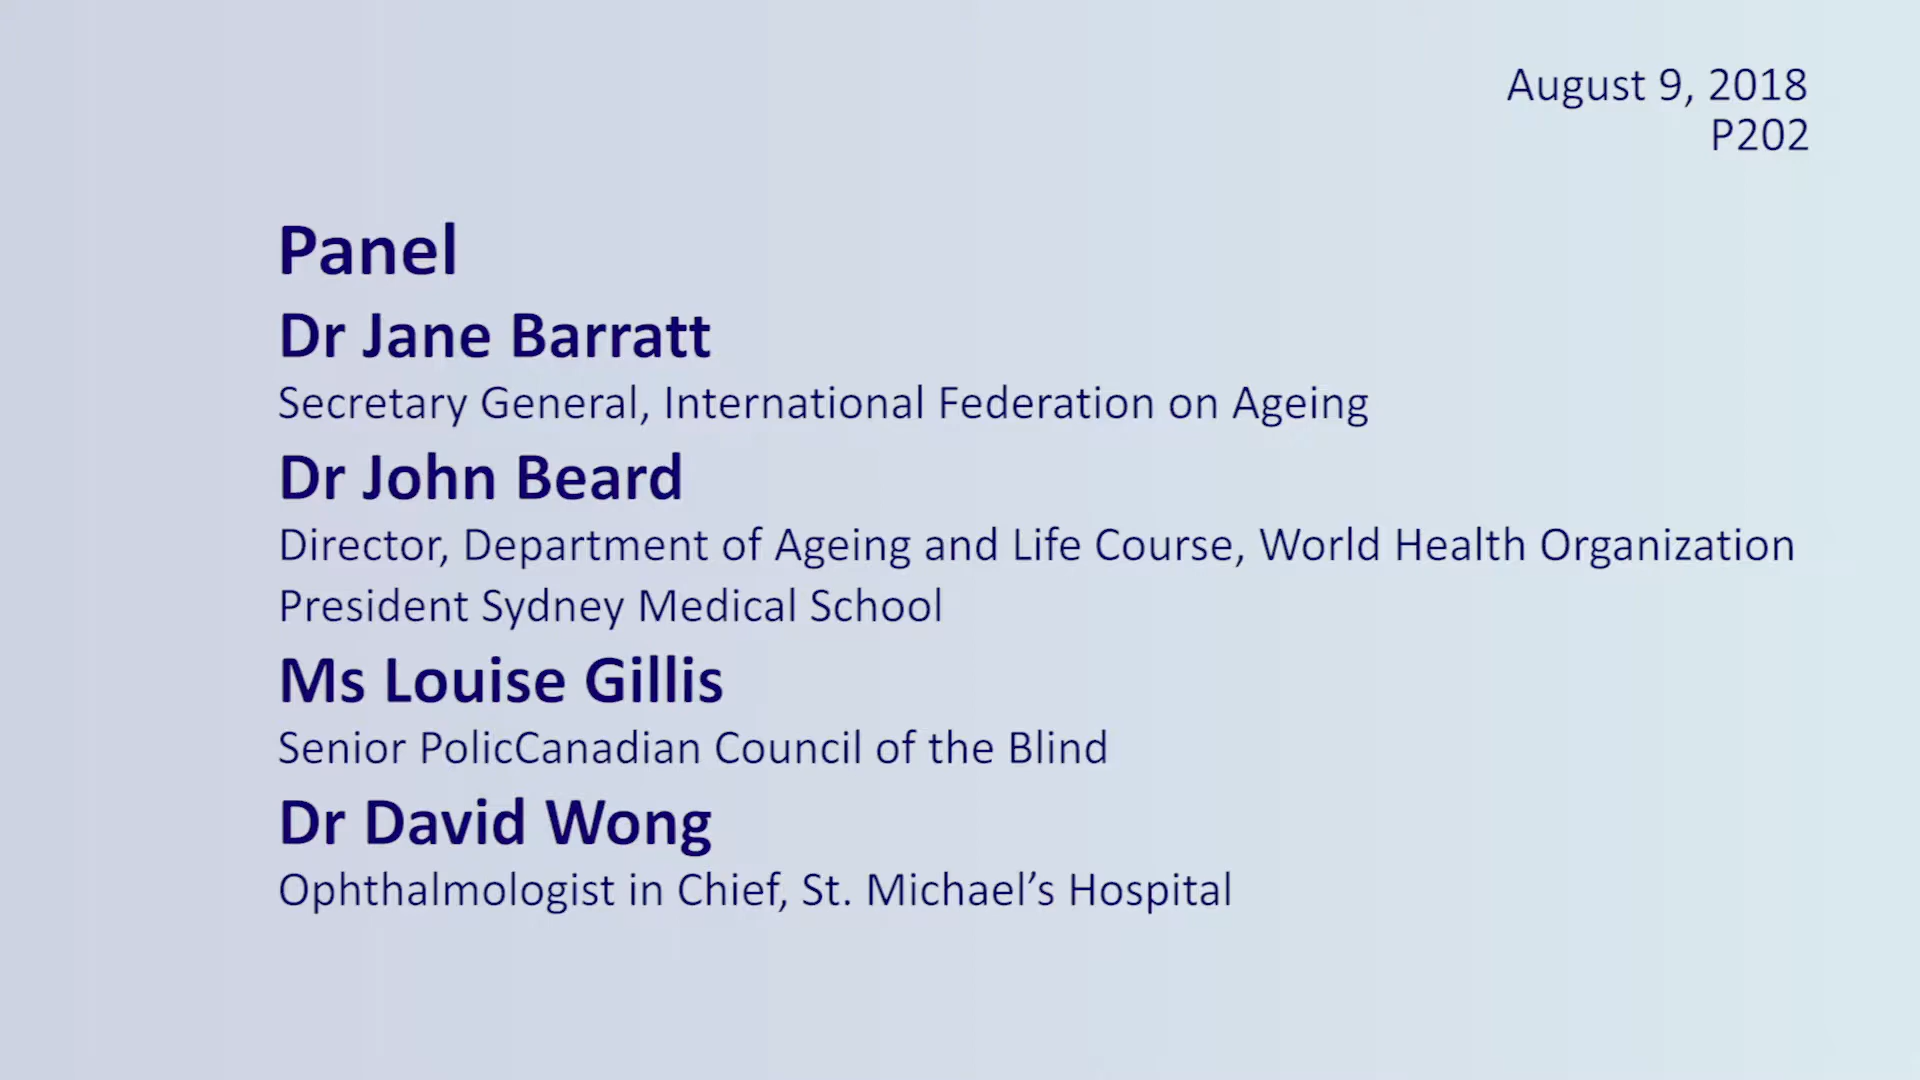 August 9, 2018
P202
Panel
Dr Jane Barratt
Secretary General, International Federation on Ageing
Dr John Beard
Director, Department of Ageing and Life Course, World Health Organization
President Sydney Medical School
Ms Louise Gillis
Senior PolicCanadian Council of the Blind
Dr David Wong
Ophthalmologist in Chief, St. Michael’s Hospital